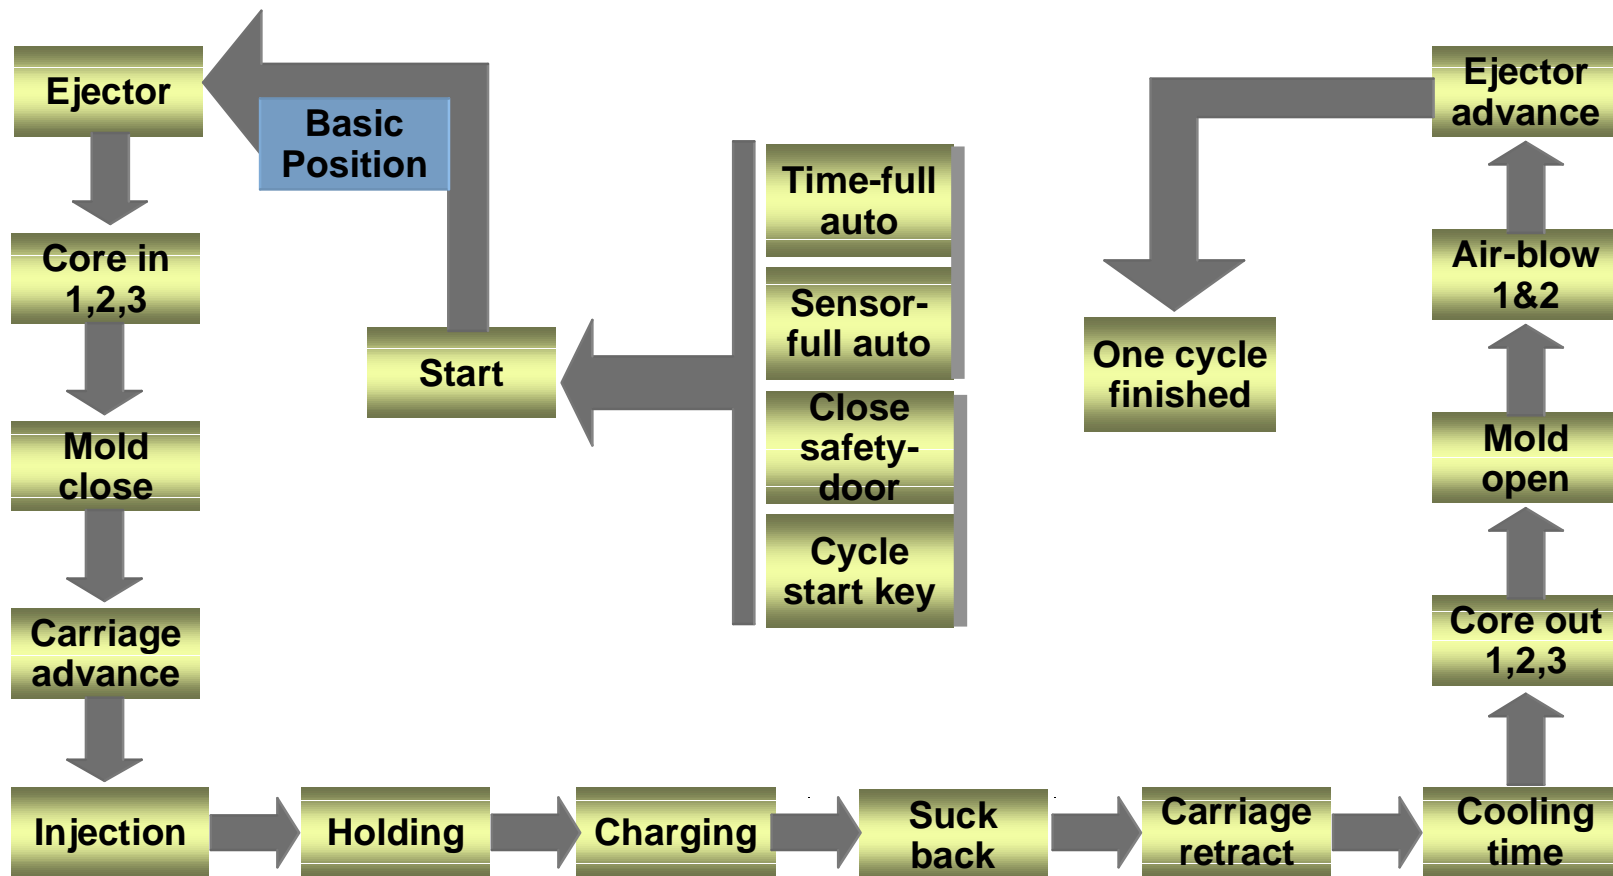 Ejector
Basic
Position
Core in
1,2,3
Mold
close
Carriage
advance
Start
Time-full
auto
Sensor-
full auto
Close
safety-
door
Cycle
start key
One cycle
finished
Ejector
advance
Air-blow
1&2
Mold
open
Core out
1,2,3
Injection
Holding
Charging
Suck
back
Carriage
retract
Cooling
time